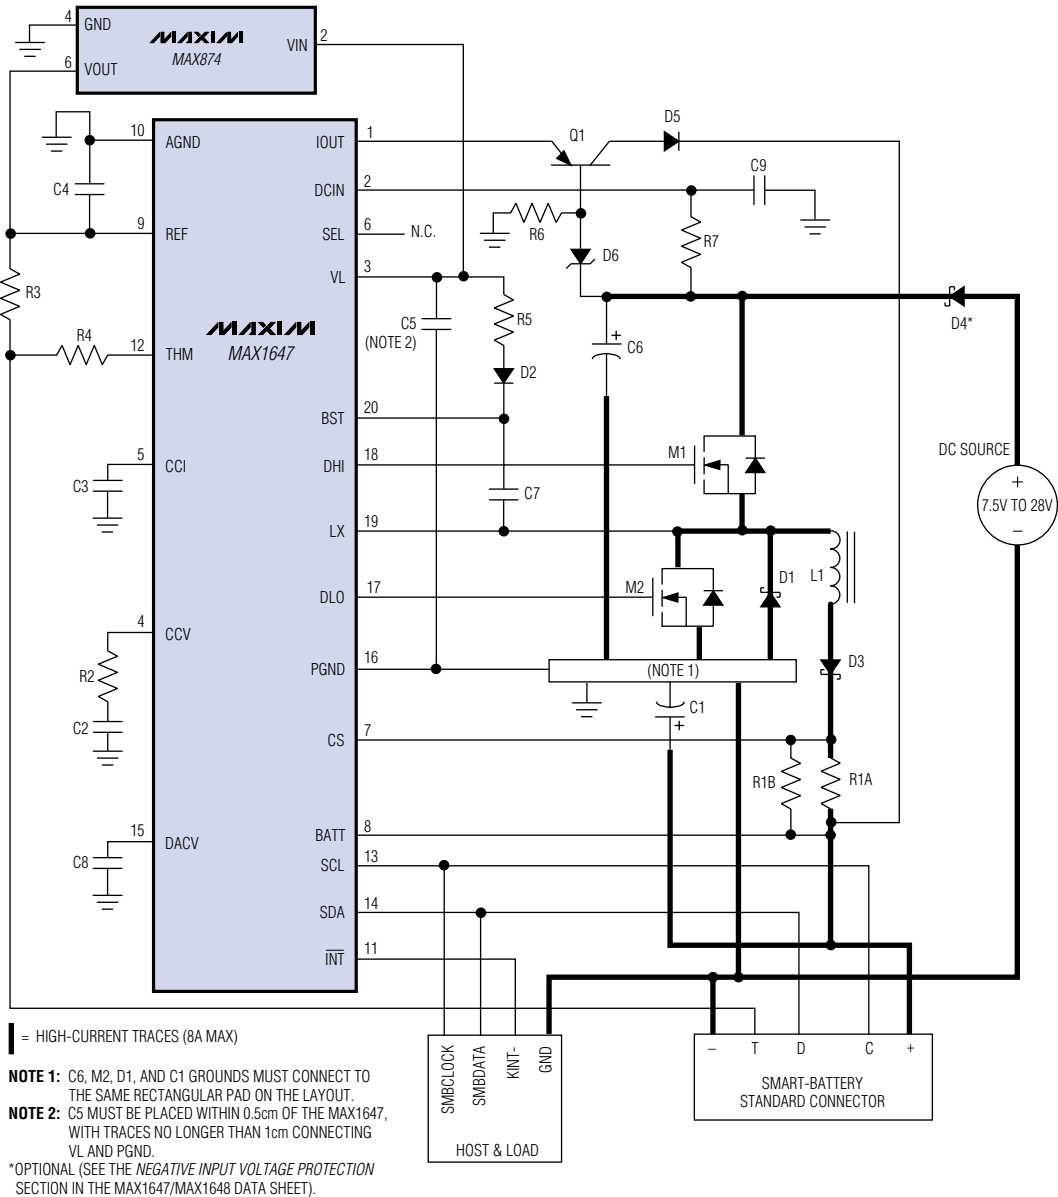 4 GND
MAXIM
MAX874
VIN 2
6 VOUT
10 AGND
IOUT 1
Q1
D5
C9
C4
DCIN 2
9 REF
SEL 6 N.C.
R6
R7
D6
VL 3
R3
D4*
C5
(NOTE 2)
R5
C6
+
MAXIM
MAX1647
R4
12 THM
D2
BST 20
M1
DC SOURCE
+
7.5V TO 28V
–
5 CCI
DHI 18
C3
C7
LX 19
D1
L1
M2
DLO 17
4 CCV
R2
C2
PGND 16
(NOTE 1)
D3
C1
+
CS 7
R1B
R1A
15 DACV
C8
BATT 8
SCL 13
SDA 14
INT 11
= HIGH-CURRENT TRACES (8A MAX)
NOTE 1: C6, M2, D1, AND C1 GROUNDS MUST CONNECT TO
THE SAME RECTANGULAR PAD ON THE LAYOUT.
NOTE 2: C5 MUST BE PLACED WITHIN 0.5cm OF THE MAX1647,
WITH TRACES NO LONGER THAN 1cm CONNECTING
VL AND PGND.
*OPTIONAL (SEE THE NEGATIVE INPUT VOLTAGE PROTECTION
SECTION IN THE MAX1647/MAX1648 DATA SHEET).
SMBCLOCK
SMBDATA
KINT-
GND
HOST & LOAD
– T D C +
SMART-BATTERY
STANDARD CONNECTOR